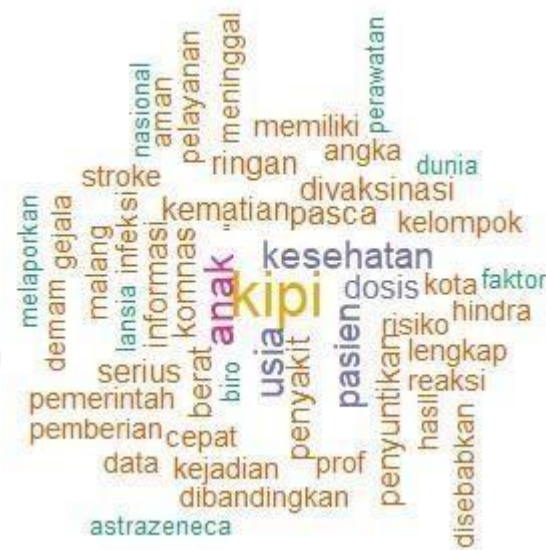 nasional
aman
pelayanan
meninggal
perawatan
memiliki
angka
ringan
stroke
dunia
divaksinasi
kematian
pasca
kelompok
melaporkan
gejala
demam
malang
infeksi
lansia
informasi
komnas
anak
kipi
kesehatan
dosis
kota
faktor
hindra
usia
pasien
risiko
lengkap
reaksi
serius
berat
biro
penyakit
penyuntikan
hasil
disebabkan
pemerintah
pemberian
cepat
data
kejadian
prof
dibandingkan
astrazeneca